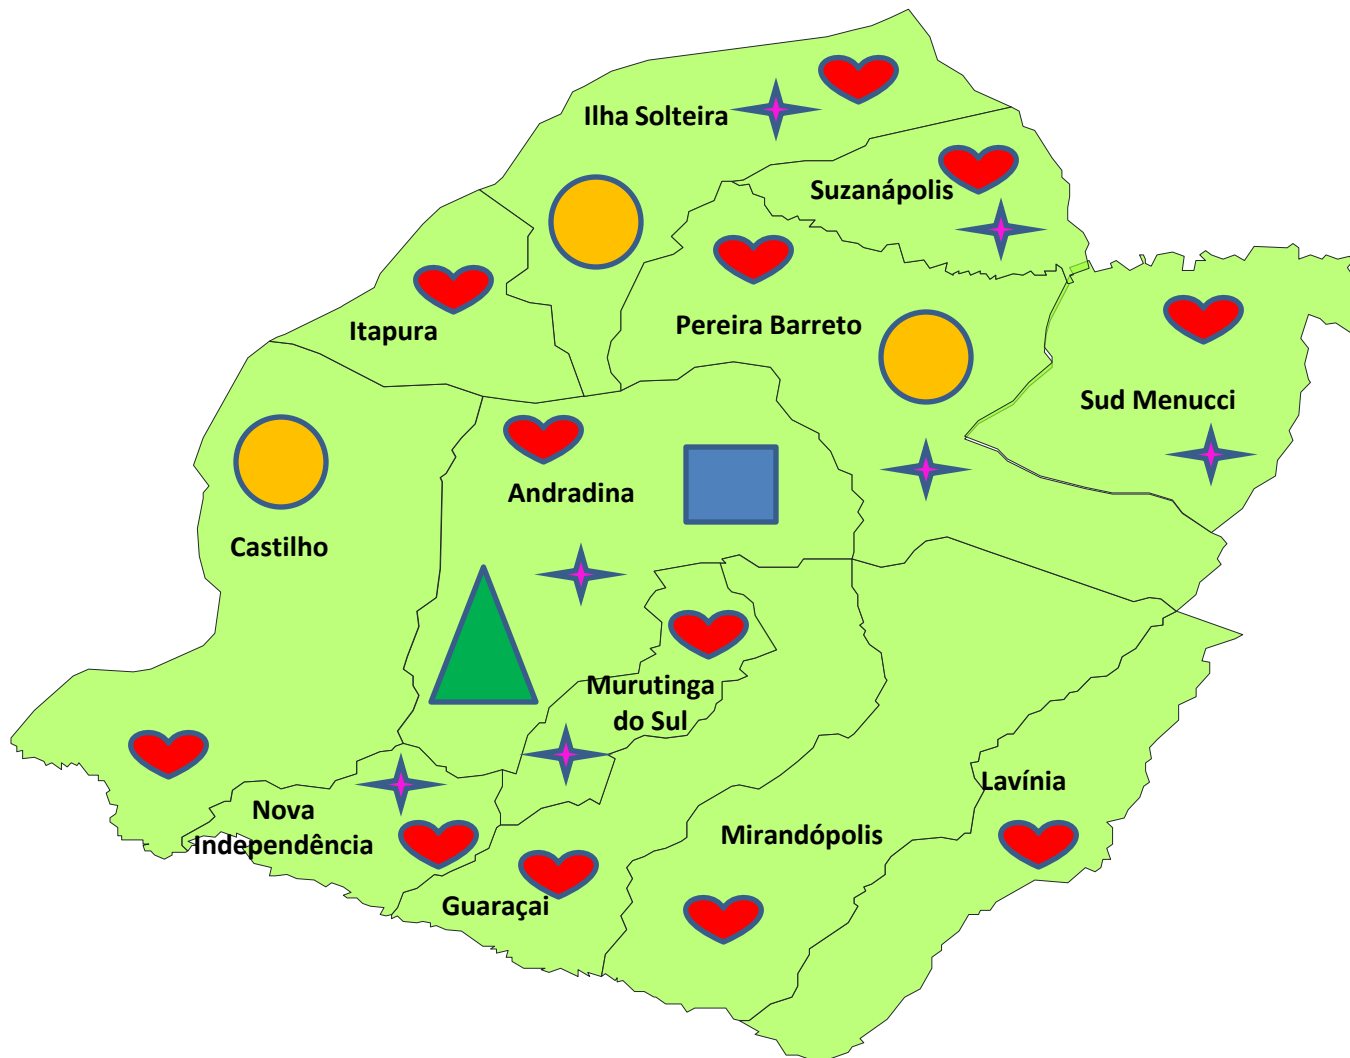 Ilha Solteira
Suzanápolis
Itapura
Pereira Barreto
Sud Menucci
Andradina
Castilho
Murutinga
do Sul
Lavínia
Nova
Independência
Mirandópolis
Guaraçai